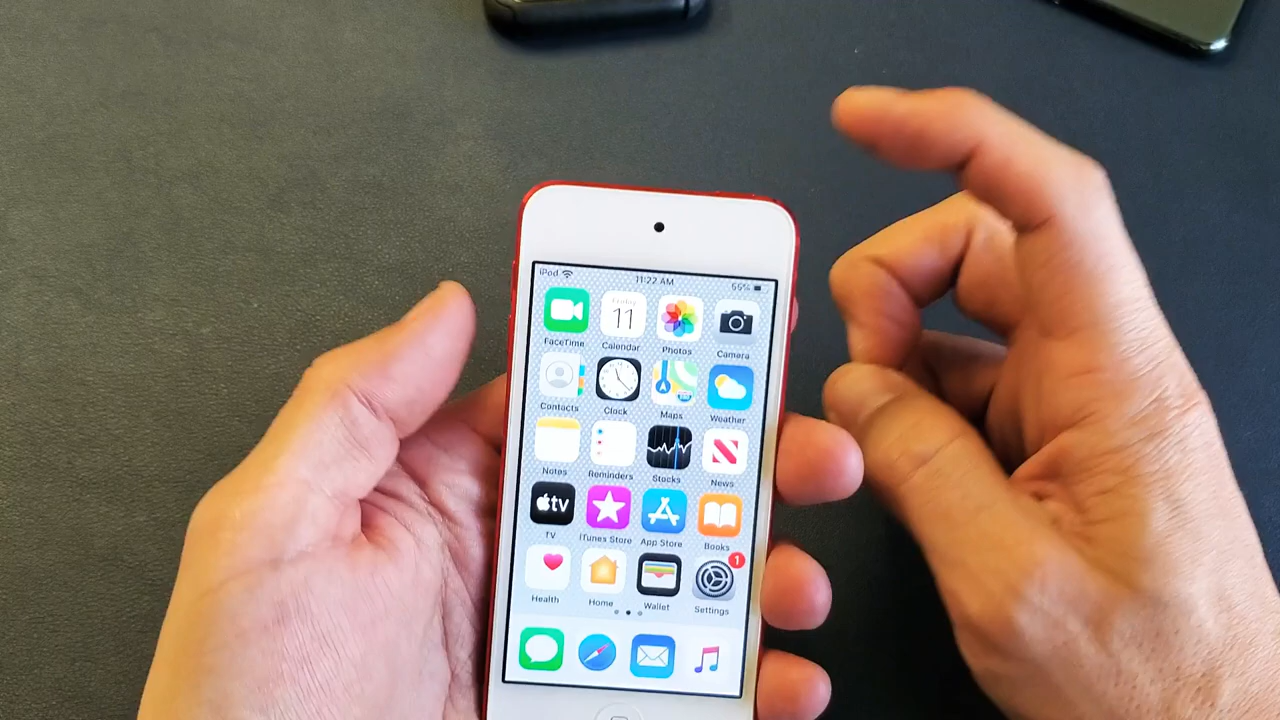 iPod 11:22 AM 55%
Friday
11
FaceTime Calendar Photos Camera
Contacts Clock Maps Weather
Notes Reminders Stocks News
tv
TV iTunes Store App Store Books
1
Health Home Wallet Settings